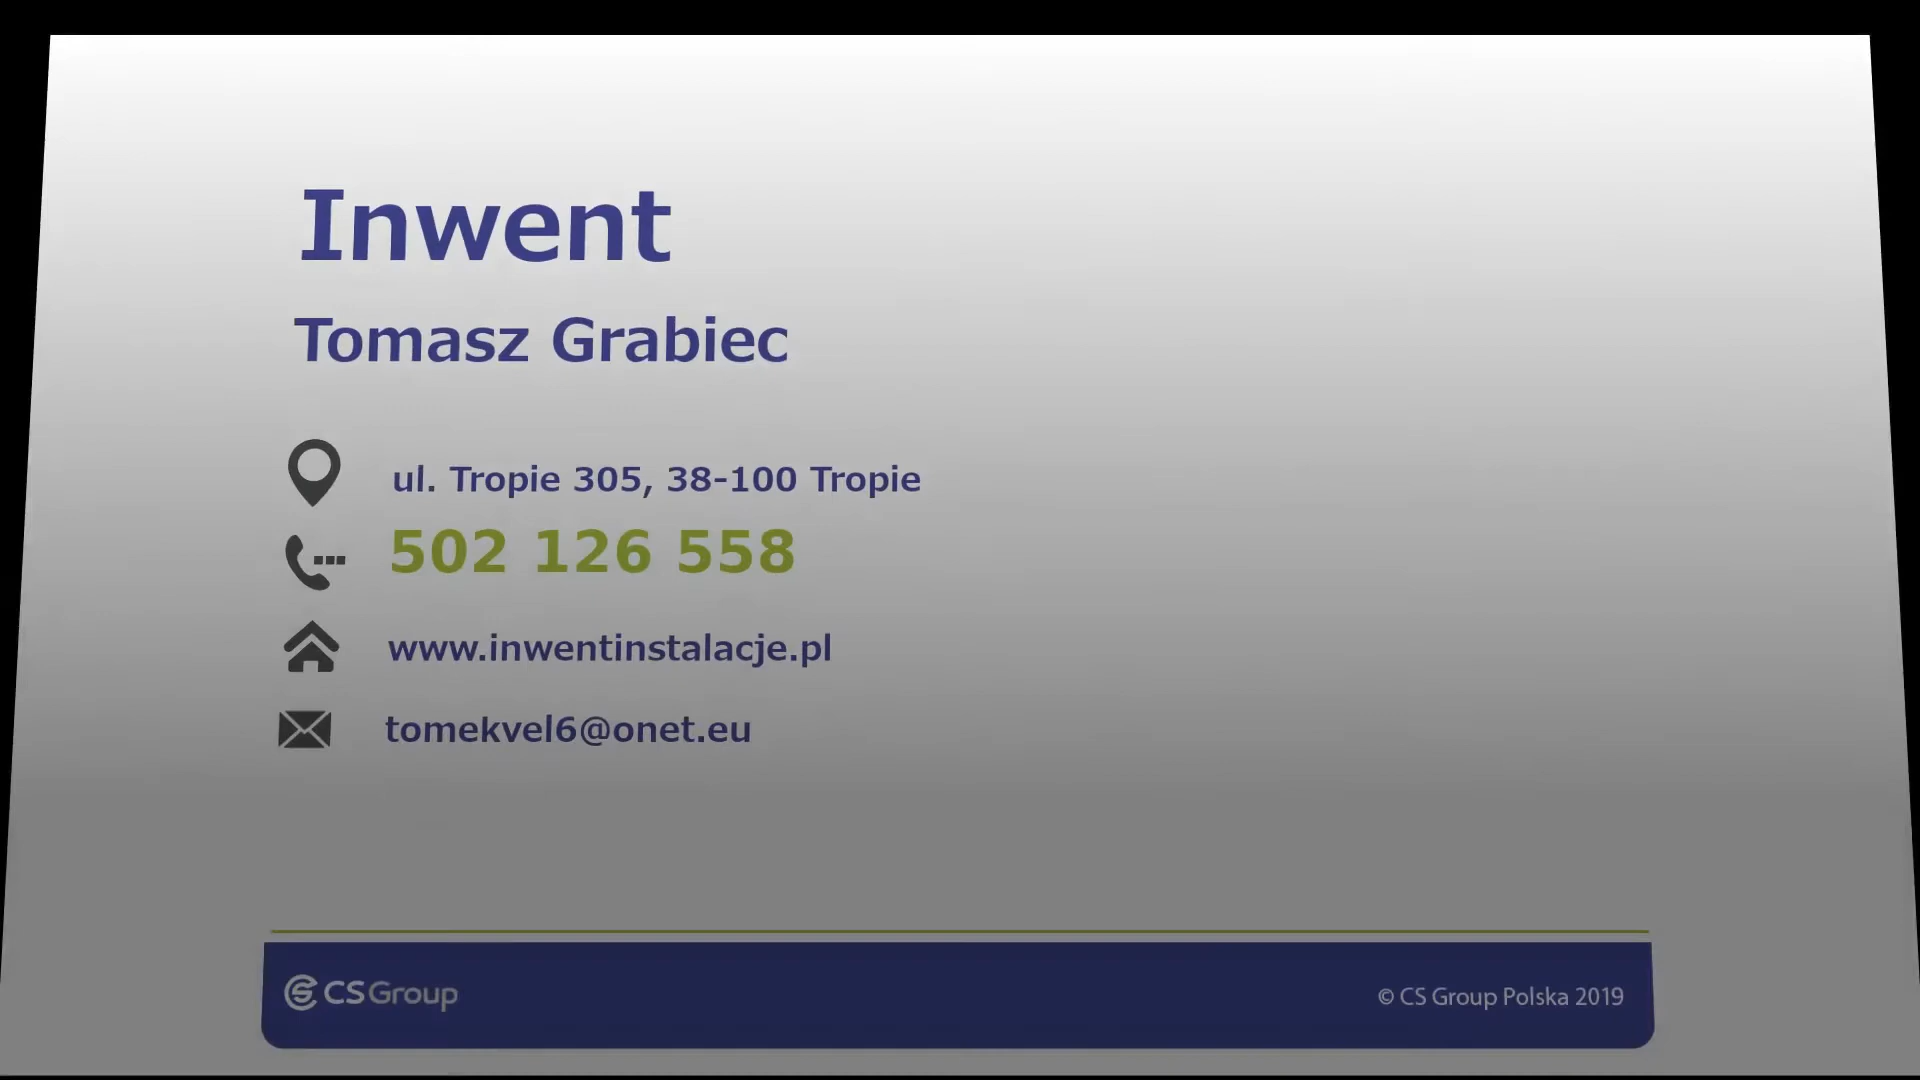 Inwent
Tomasz Grabiec
ul. Tropie 305, 38-100 Tropie
502 126 558
www.inwentinstalacje.pl
tomekvel6@onet.eu
CSGroup
© CS Group Polska 2019